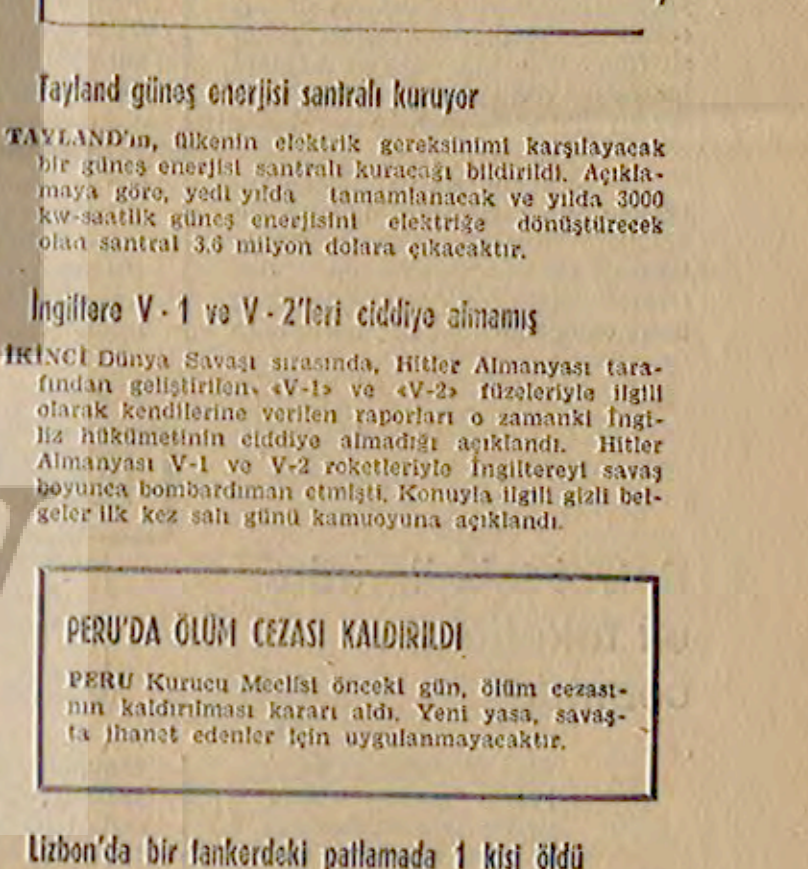 Tayland güneş enerjisi santralı kuruyor
TAYLAND'ın, ülkenin elektrik gereksinimi karşılayacak
bir güneş enerjisi santralı kuracağı bildirildi. Açıkla-
maya göre, yedi yılda tamamlanacak ve yılda 3000
kw-saatlik güneş enerjisini elektriğe dönüştürecek
olan santral 3.6 milyon dolara çıkacaktır.
İngiltere V - 1 ve V - 2'leri ciddiye almamış
İKİNCİ Dünya Savaşı sırasında, Hitler Almanyası tara-
fından geliştirilen, «V-1» ve «V-2» füzeleriyle ilgili
olarak kendilerine verilen raporları o zamanki İngi-
liz hükümetinin ciddiye almadığı açıklandı. Hitler
Almanyası V-1 ve V-2 roketleriyle İngiltereyi savaş
boyunca bombardıman etmişti. Konuyla ilgili gizli bel-
geler ilk kez salı günü kamuoyuna açıklandı.
PERU'DA ÖLÜM CEZASI KALDIRILDI
PERU Kurucu Meclisi önceki gün, ölüm cezası-
nın kaldırılması kararı aldı. Yeni yasa, savaş-
ta ihanet edenler için uygulanmayacaktır.
Lizbon'da bir tankerdeki patlamada 1 kişi öldü